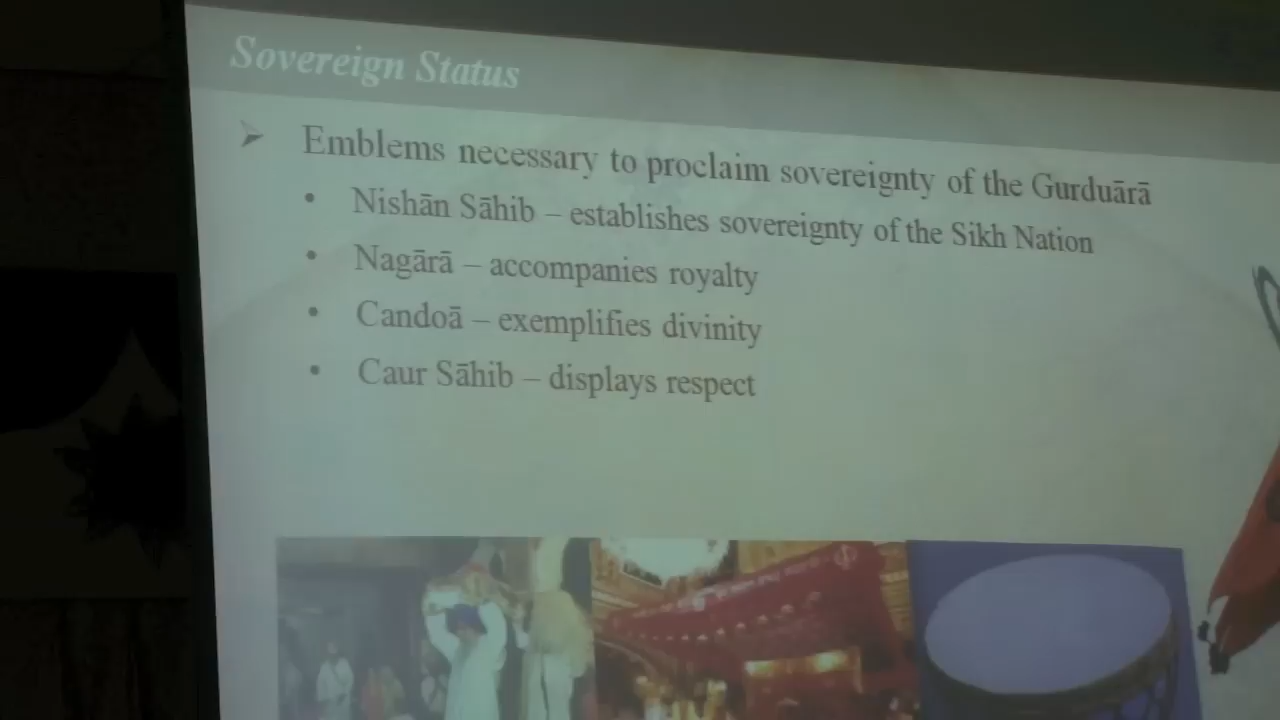 Sovereign Status
➢ Emblems necessary to proclaim sovereignty of the Gurduārā
• Nishān Sāhib – establishes sovereignty of the Sikh Nation
• Nagārā – accompanies royalty
• Candoā – exemplifies divinity
• Caur Sāhib – displays respect